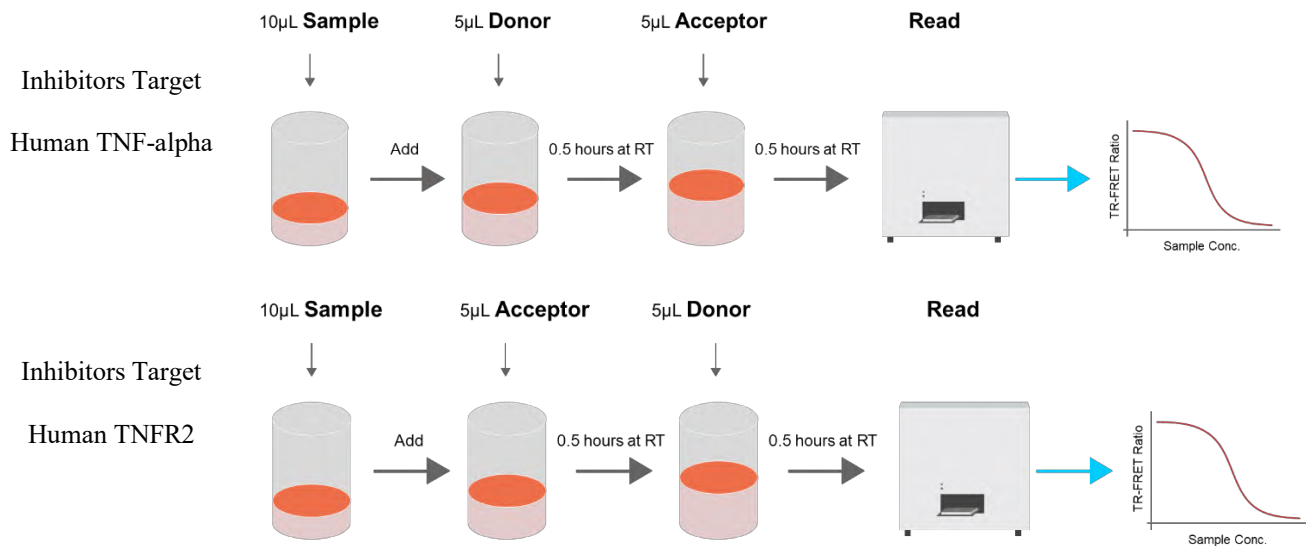 10µL Sample
5µL Donor
5µL Acceptor
Read
Inhibitors Target
Human TNF-alpha
Add
0.5 hours at RT
0.5 hours at RT
TR-FRET Ratio
Sample Conc.
10µL Sample
5µL Acceptor
5µL Donor
Read
Inhibitors Target
Human TNFR2
Add
0.5 hours at RT
0.5 hours at RT
TR-FRET Ratio
Sample Conc.